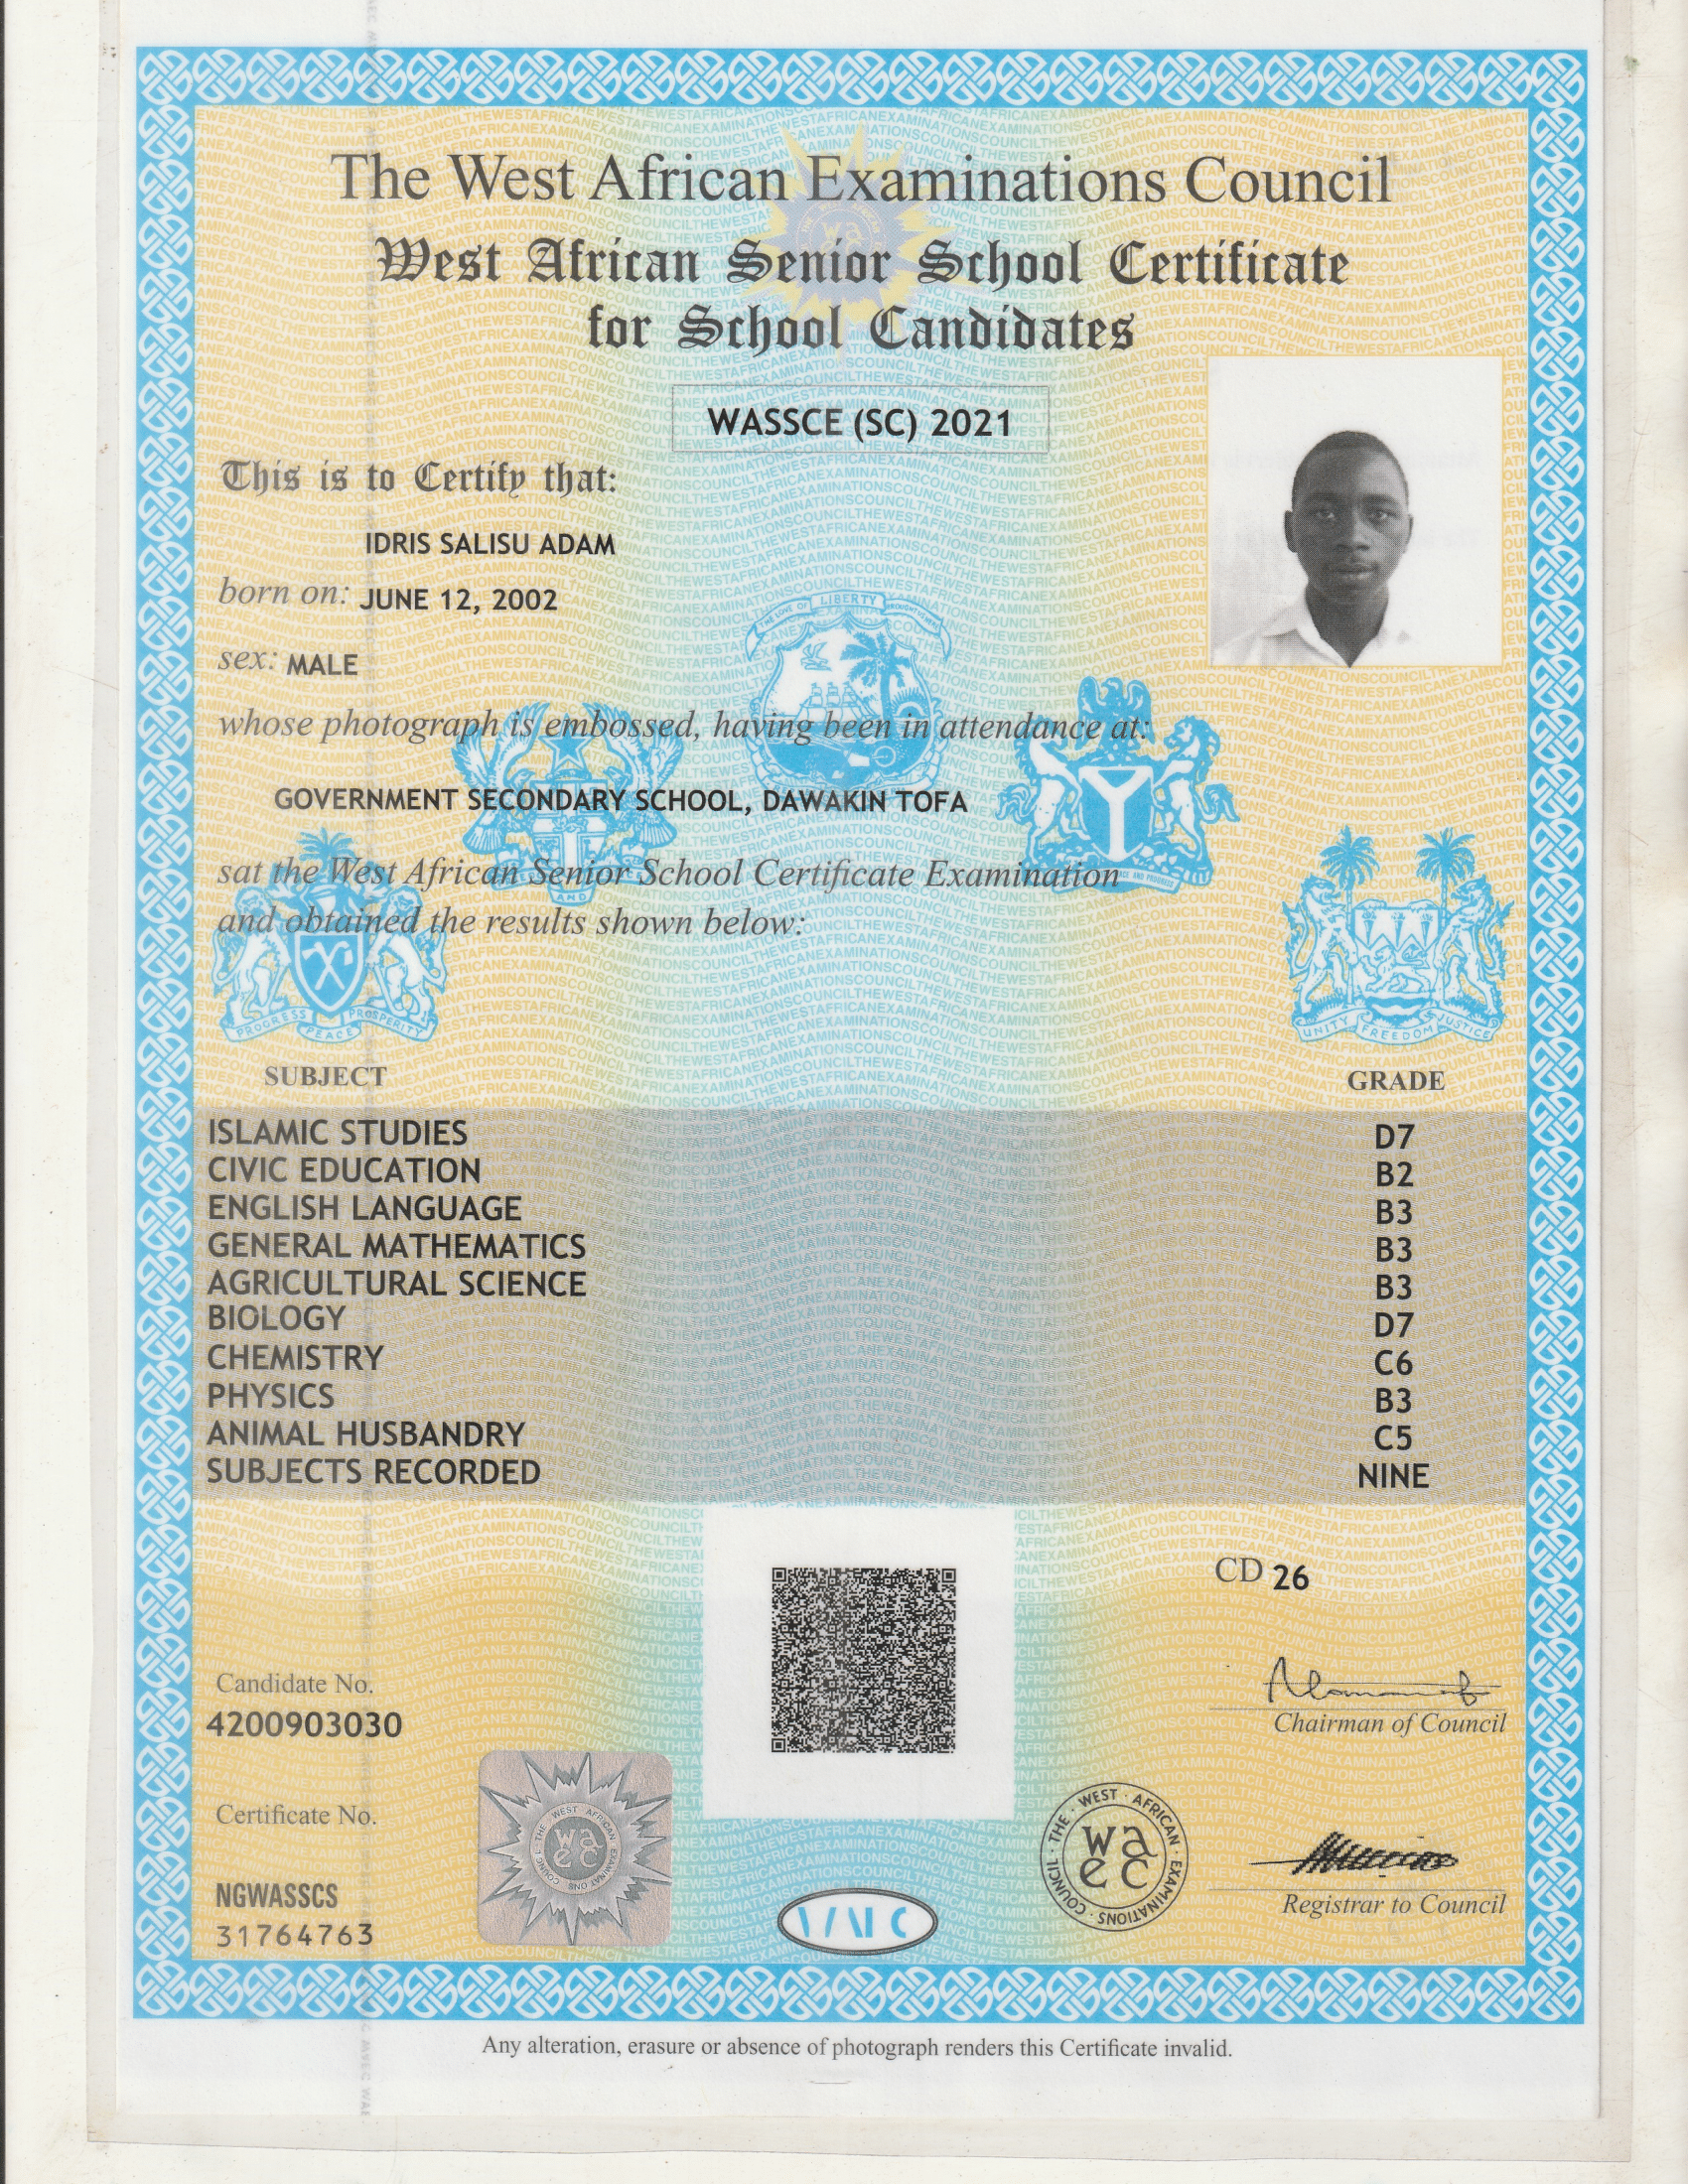 The West African Examinations Council
West African Senior School Certificate
for School Candidates
WASSCE (SC) 2021
This is to Certify that:
IDRIS SALISU ADAM
born on: JUNE 12, 2002
sex: MALE
whose photograph is embossed, having been in attendance at:
GOVERNMENT SECONDARY SCHOOL, DAWAKIN TOFA
sat the West African Senior School Certificate Examination
and obtained the results shown below:
THE LOVE OF LIBERTY
PROGRESS PEACE PROSPERITY
UNITY FREEDOM JUSTICE
SUBJECT GRADE
ISLAMIC STUDIES D7
CIVIC EDUCATION B2
ENGLISH LANGUAGE B3
GENERAL MATHEMATICS B3
AGRICULTURAL SCIENCE B3
BIOLOGY D7
CHEMISTRY C6
PHYSICS B3
ANIMAL HUSBANDRY C5
SUBJECTS RECORDED NINE
CD 26
Candidate No.
4200903030
Chairman of Council
Certificate No.
NGWASSCS
31764763
THE WEST AFRICAN EXAMINATIONS COUNCIL
waec
THE · WEST · AFRICAN · EXAMINATIONS · COUNCIL
waec
Registrar to Council
Any alteration, erasure or absence of photograph renders this Certificate invalid.